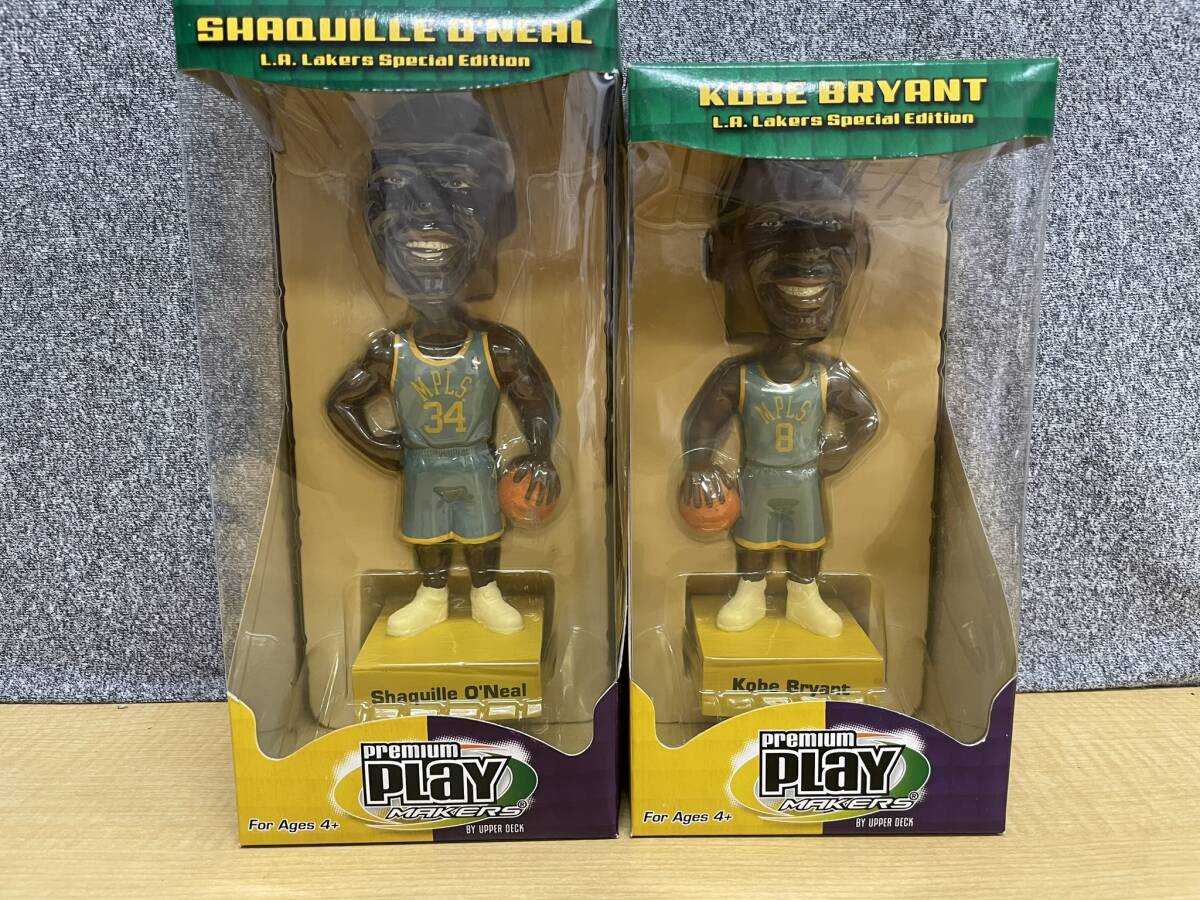 SHAQUILLE O'NEAL
L.A. Lakers Special Edition
MPLS
34
Shaquille O'Neal
PREMIUM
PLAY
MAKERS®
BY UPPER DECK
For Ages 4+
KOBE BRYANT
L.A. Lakers Special Edition
MPLS
8
Kobe Bryant
PREMIUM
PLAY
MAKERS®
BY UPPER DECK
For Ages 4+